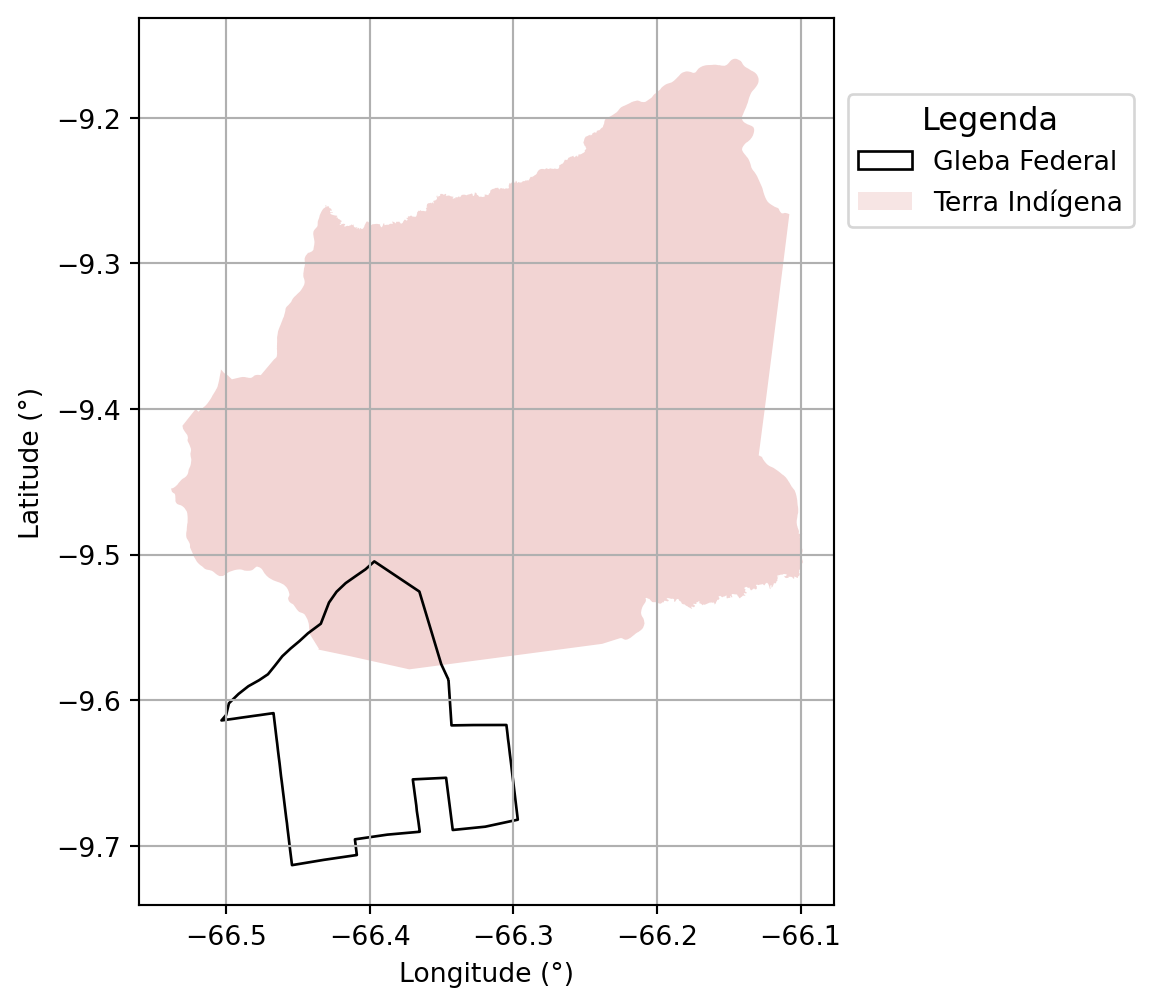 Legenda
Gleba Federal
Terra Indígena
−9.2
−9.3
−9.4
−9.5
−9.6
−9.7
Latitude (°)
−66.5
−66.4
−66.3
−66.2
−66.1
Longitude (°)